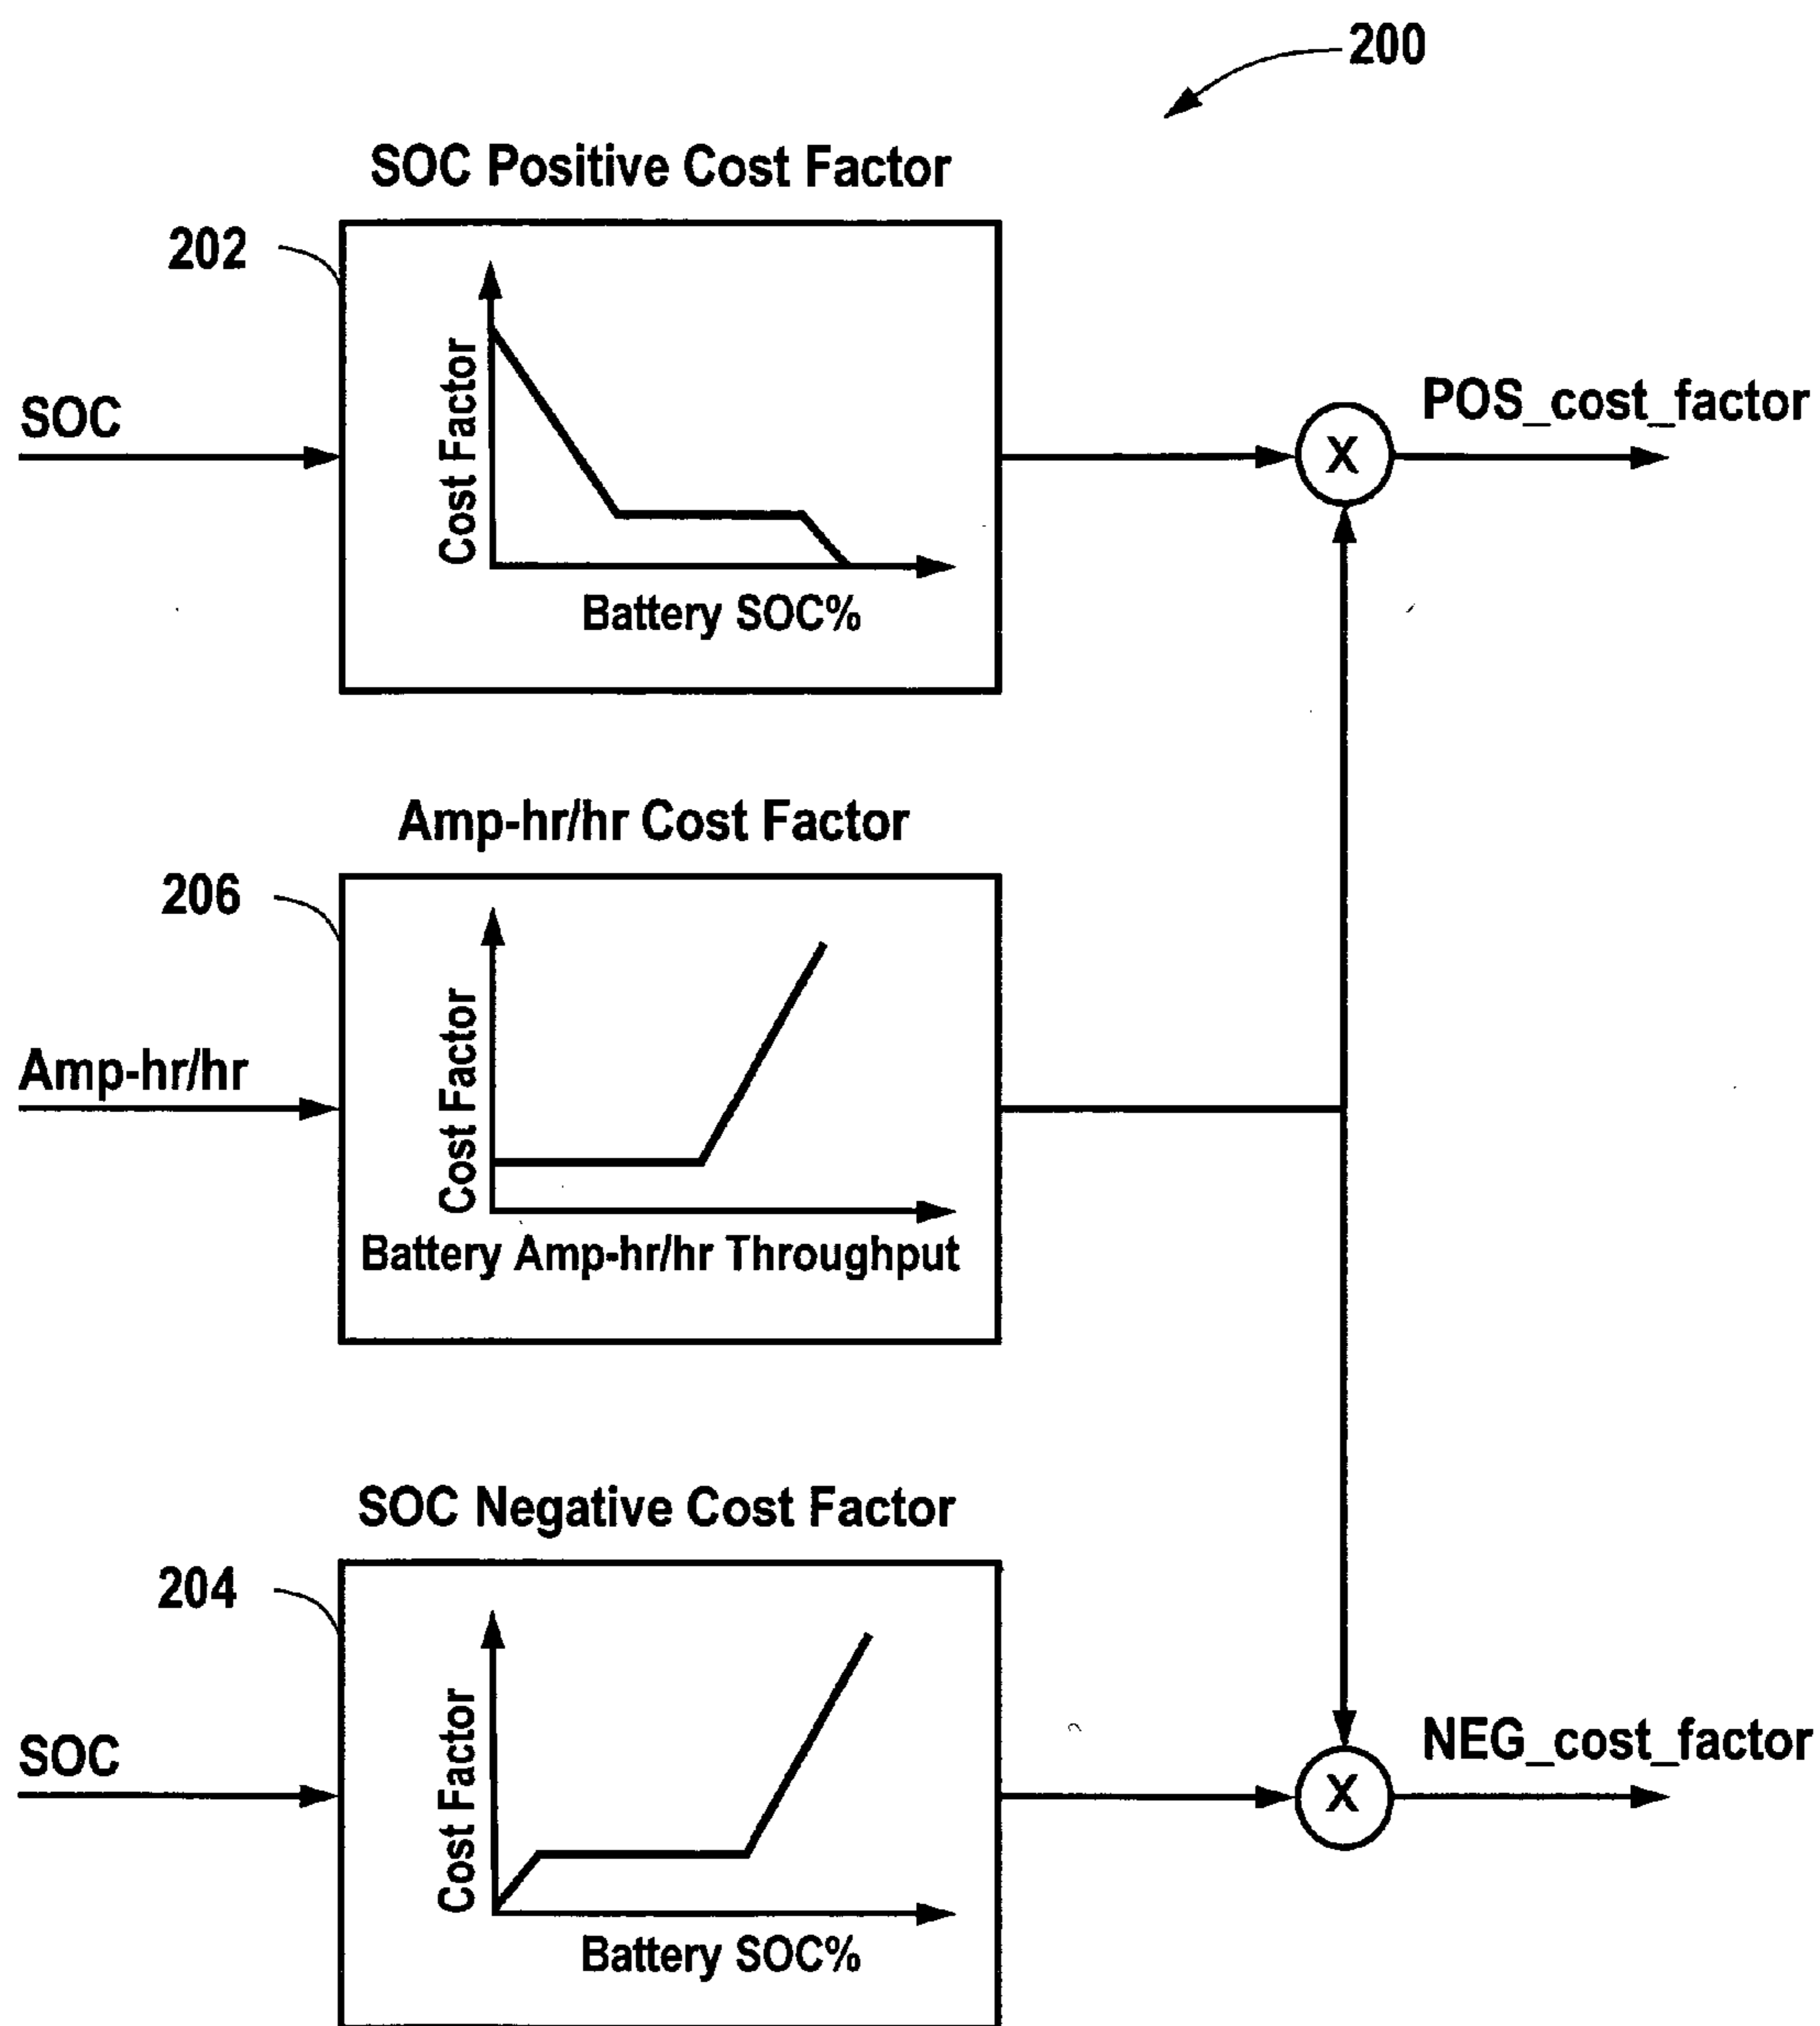 200
SOC Positive Cost Factor
202
Cost Factor
Battery SOC%
SOC
X
POS_cost_factor
Amp-hr/hr Cost Factor
206
Cost Factor
Battery Amp-hr/hr Throughput
Amp-hr/hr
SOC Negative Cost Factor
204
Cost Factor
Battery SOC%
SOC
X
NEG_cost_factor